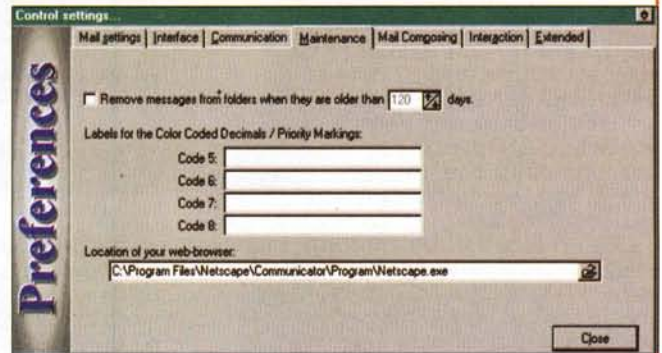 Control settings...
Mail settings | Interface | Communication | Maintenance | Mail Composing | Interaction | Extended |
Preferences
Remove messages from folders when they are older than 120 days.
Labels for the Color Coded Decimals / Priority Markings:
Code 5:
Code 6:
Code 7:
Code 8:
Location of your web-browser:
C:\Program Files\Netscape\Communicator\Program\Netscape.exe
Close